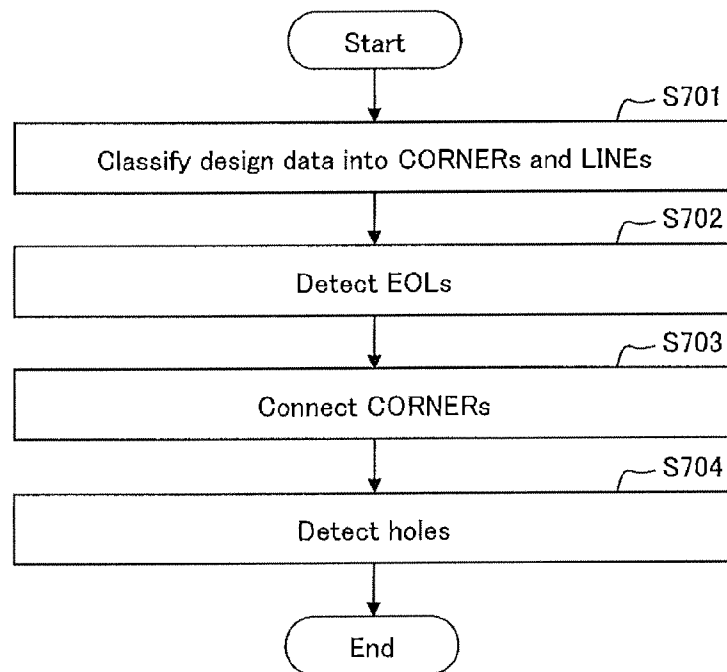 Start
S701
Classify design data into CORNERs and LINEs
S702
Detect EOLs
S703
Connect CORNERs
S704
Detect holes
End